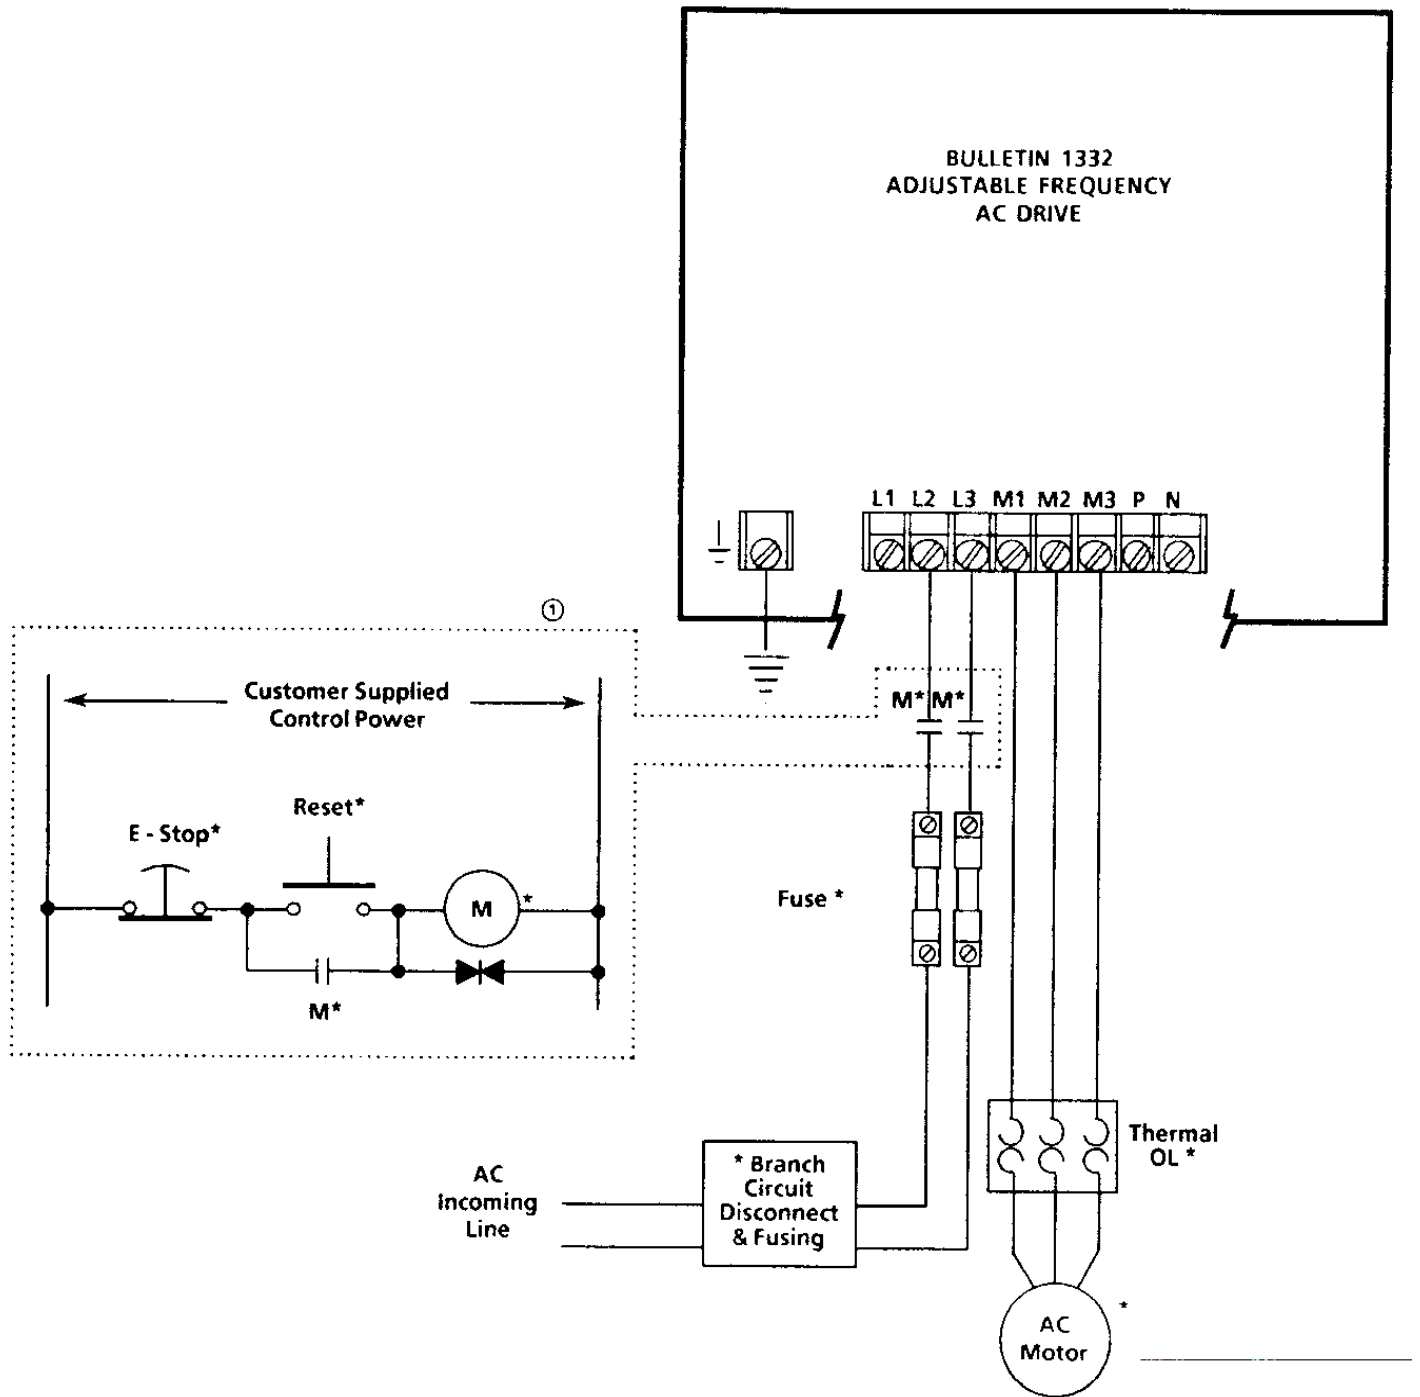 BULLETIN 1332
ADJUSTABLE FREQUENCY
AC DRIVE
L1 L2 L3 M1 M2 M3 P N
①
Customer Supplied
Control Power
M* M*
Reset*
E - Stop*
M *
M*
Fuse *
Thermal
OL *
AC
Incoming
Line
* Branch
Circuit
Disconnect
& Fusing
AC
Motor
*